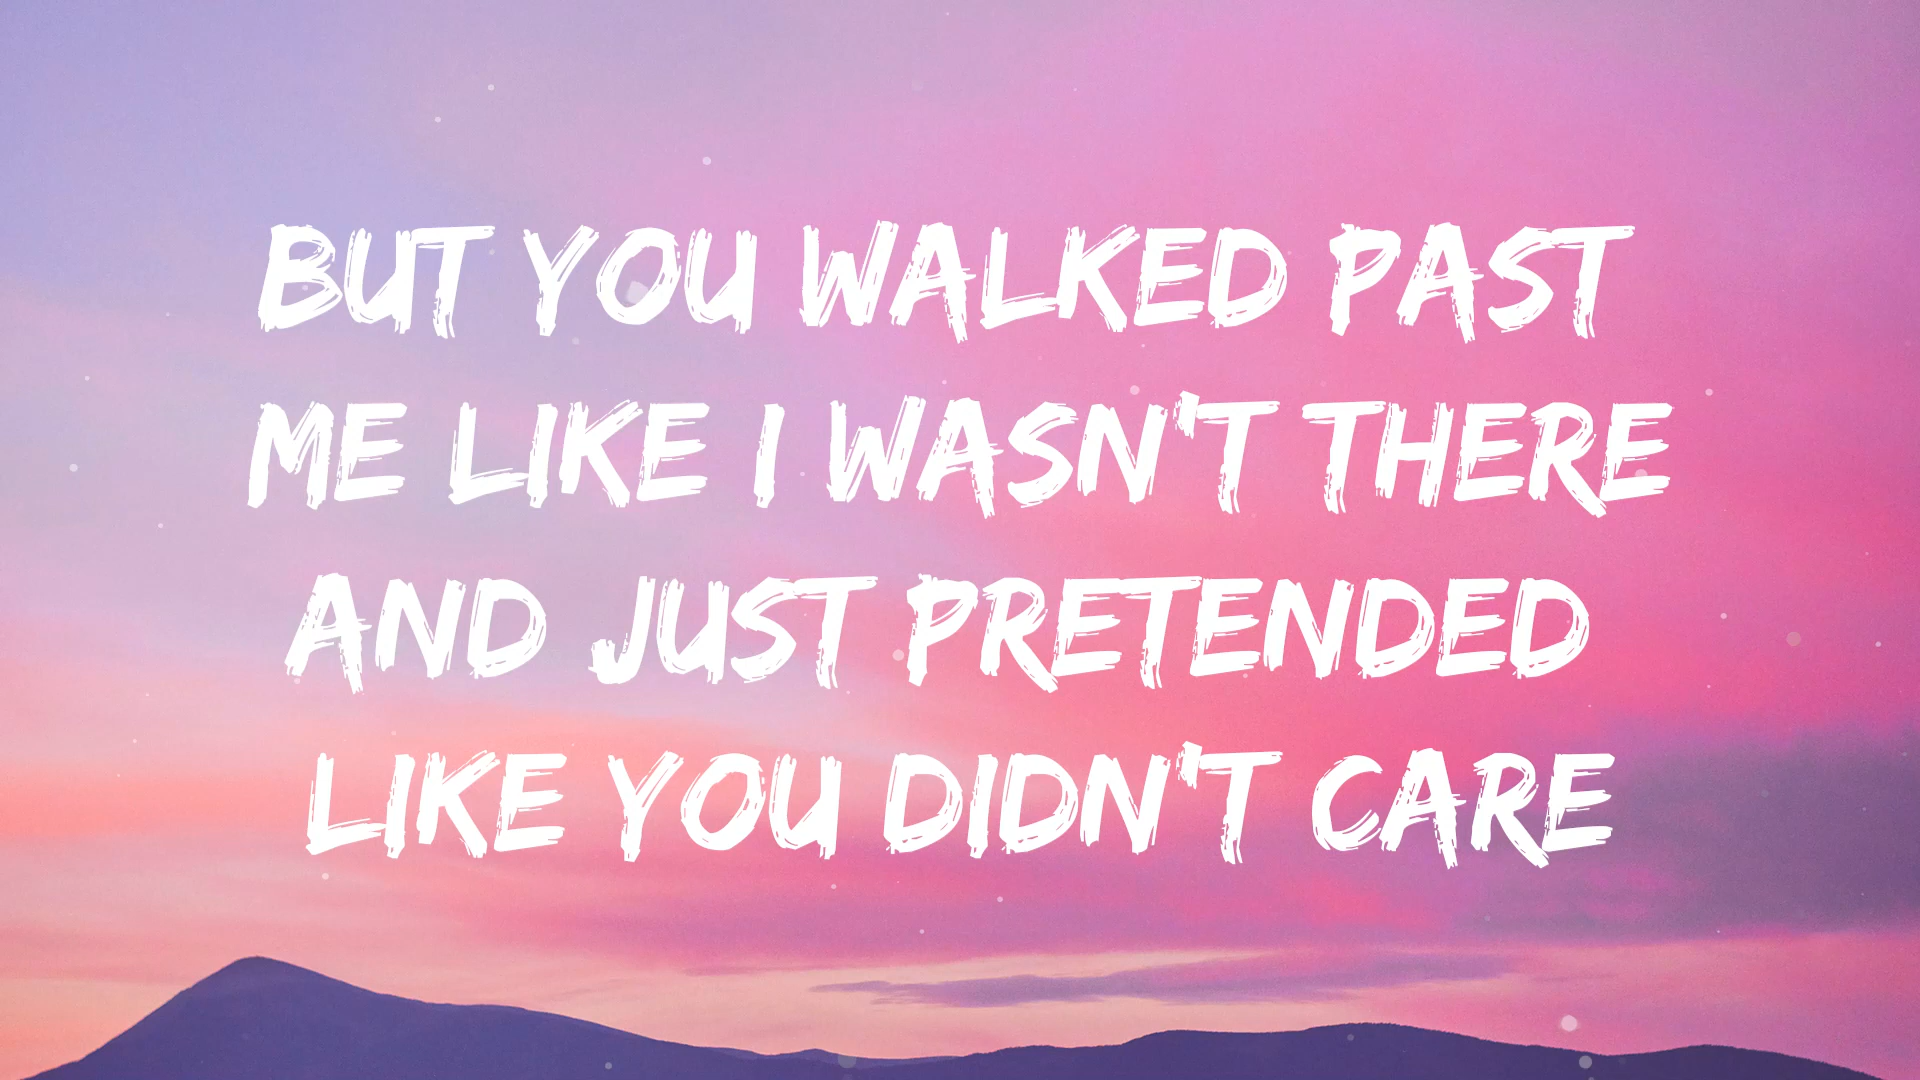 BUT YOU WALKED PAST
ME LIKE I WASN'T THERE
AND JUST PRETENDED
LIKE YOU DIDN'T CARE